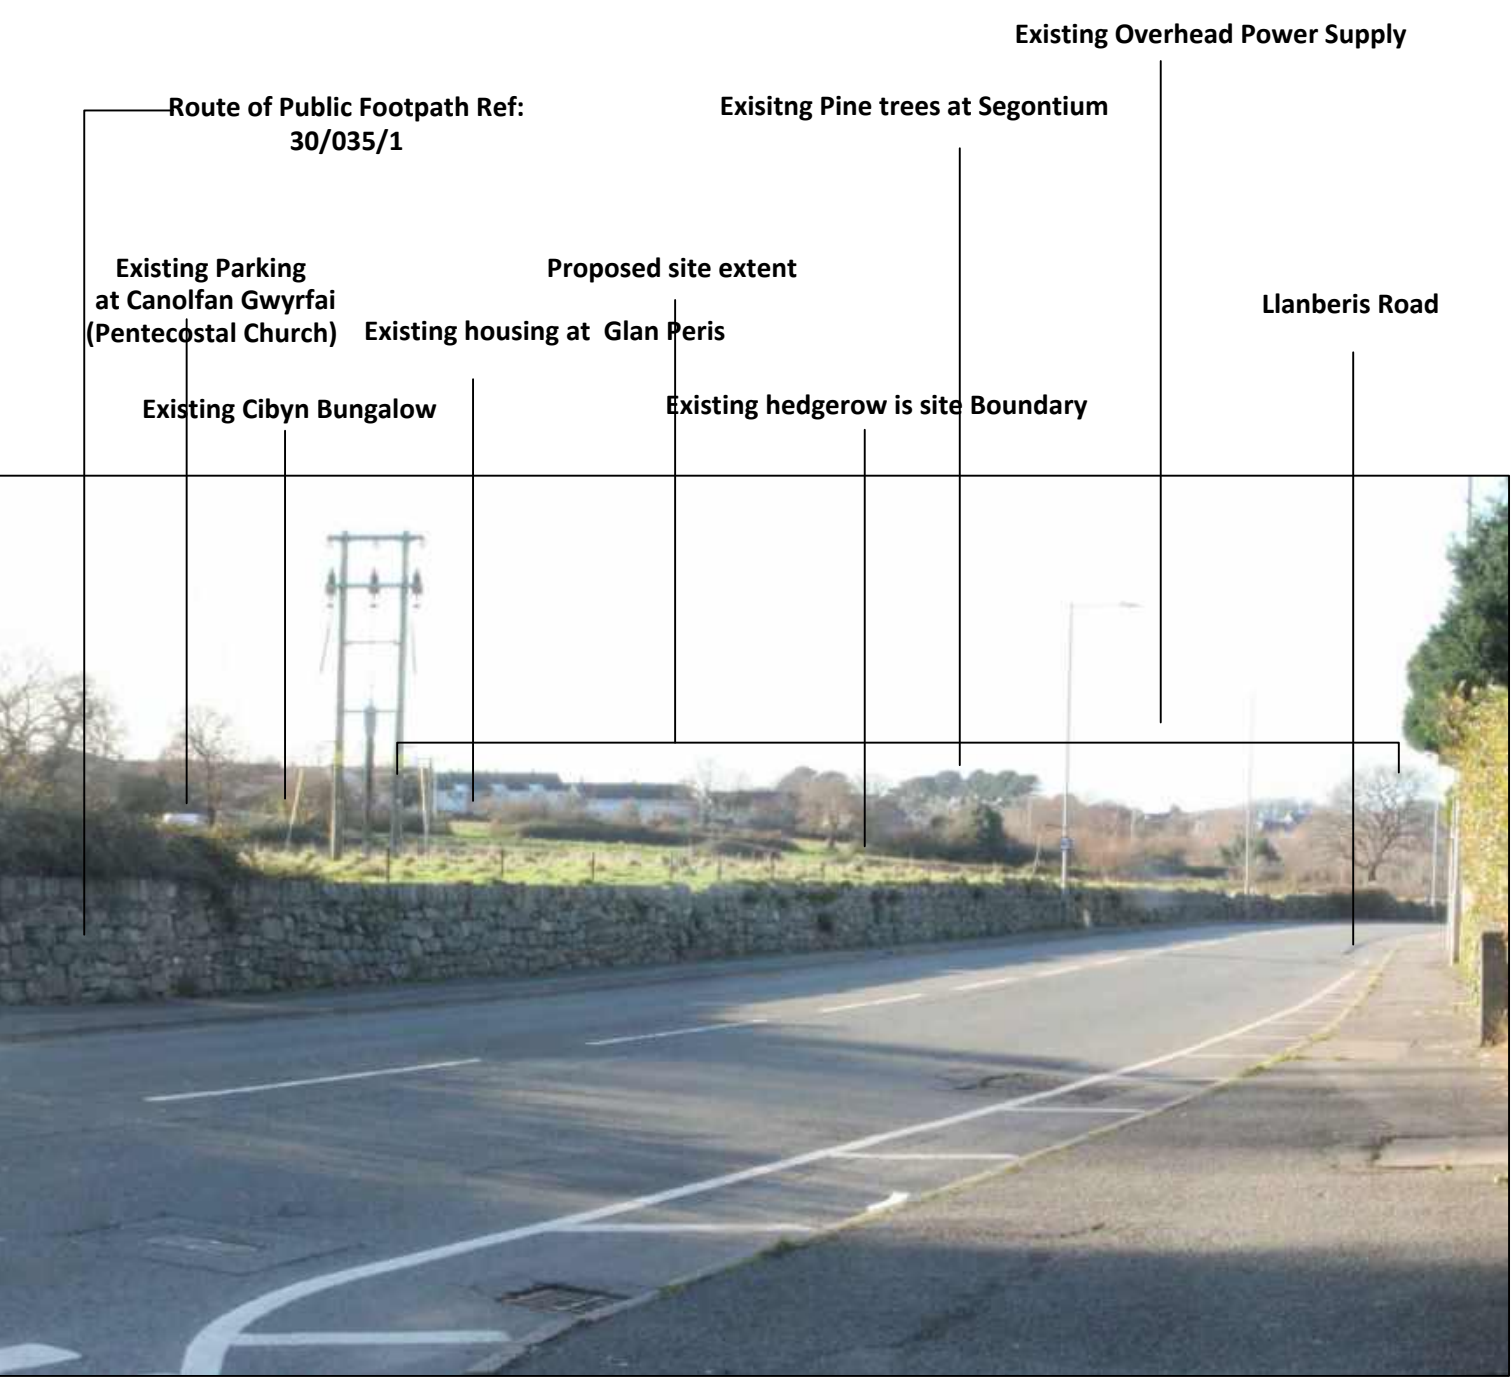 Existing Overhead Power Supply
Route of Public Footpath Ref:
30/035/1
Exisitng Pine trees at Segontium
Existing Parking
at Canolfan Gwyrfai
(Pentecostal Church)
Proposed site extent
Llanberis Road
Existing housing at Glan Peris
Existing Cibyn Bungalow
Existing hedgerow is site Boundary